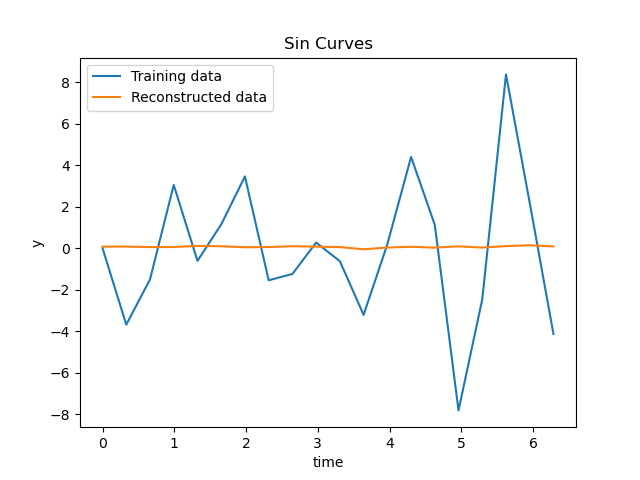 Sin Curves
Training data
Reconstructed data
y
8
6
4
2
0
−2
−4
−6
−8
0 1 2 3 4 5 6
time